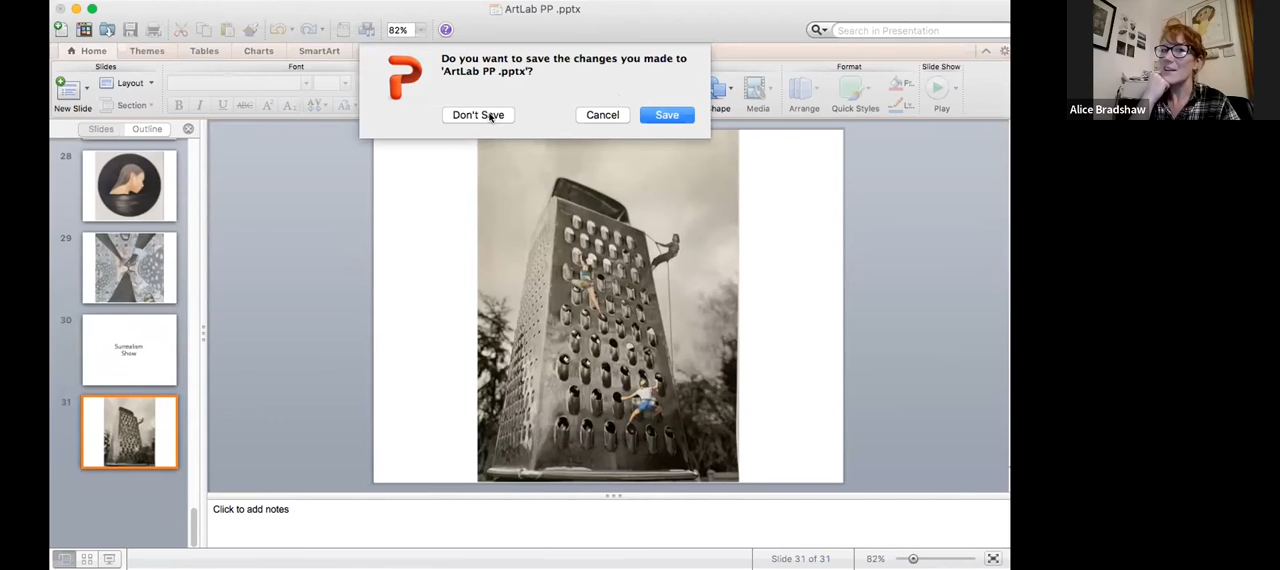 ArtLab PP .pptx
82%
Search in Presentation
Home
Themes
Tables
Charts
SmartArt
Slides
Font
Format
Slide Show
New Slide
Layout
Section
B
I
U
ABC
A²
A₂
Media
Arrange
Quick Styles
Play
Do you want to save the changes you made to
'ArtLab PP .pptx'?
Don't Save
Cancel
Save
Slides
Outline
28
29
30
Surrealism
Show
31
Click to add notes
Slide 31 of 31
82%
Alice Bradshaw